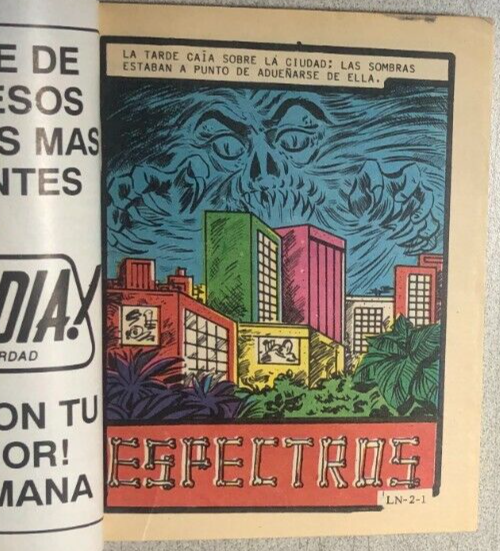 E DE
ESOS
S MAS
NTES
DIA!
ERDAD
ON TU
OR!
MANA
LA TARDE CAÍA SOBRE LA CIUDAD: LAS SOMBRAS
ESTABAN A PUNTO DE ADUEÑARSE DE ELLA.
ESPECTROS
LN-2-1